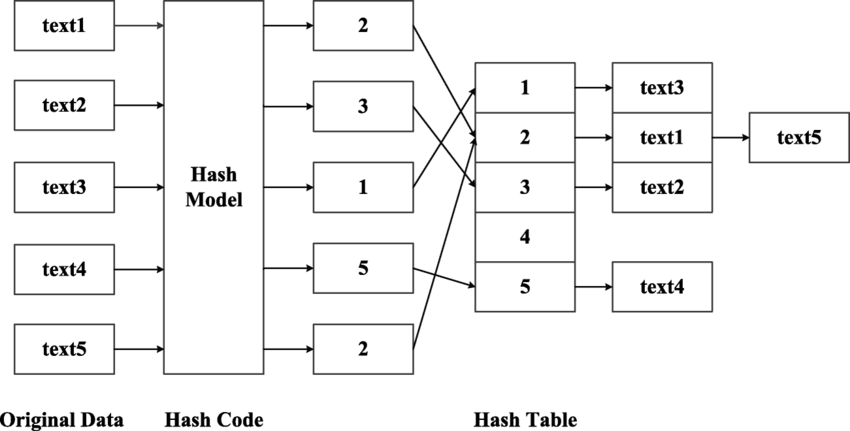 text1
2
text2
3
text3
Hash
Model
1
text4
5
text5
2
1
text3
2
text1
text5
3
text2
4
5
text4
Original Data
Hash Code
Hash Table